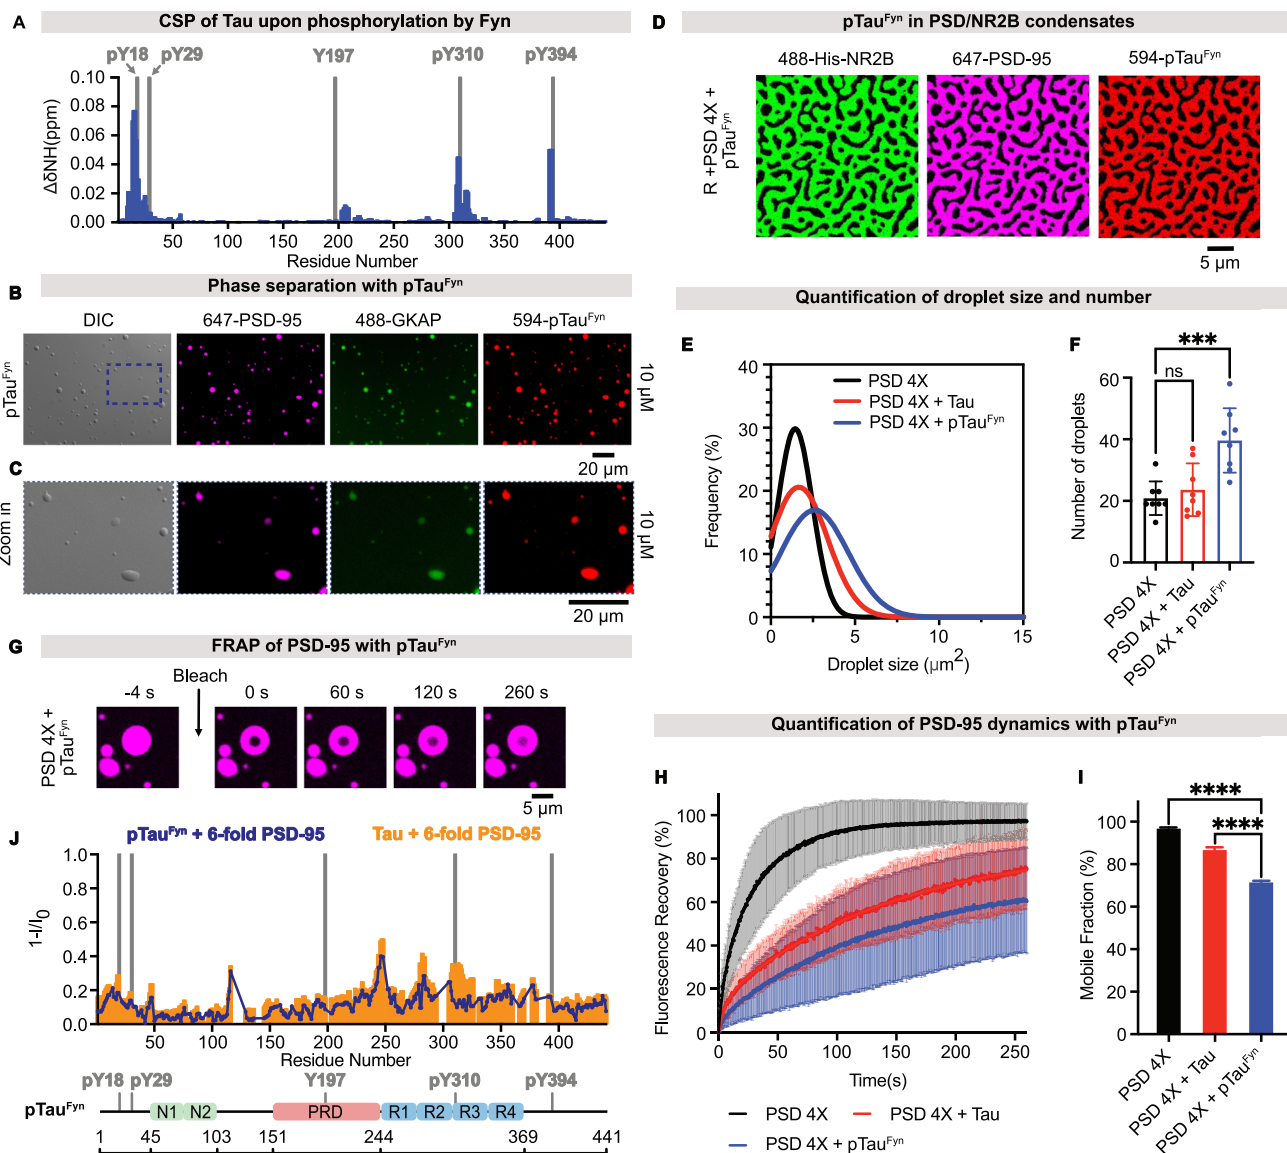 A
CSP of Tau upon phosphorylation by Fyn
pY18 pY29 Y197 pY310 pY394
ΔδNH(ppm)
0.10
0.08
0.06
0.04
0.02
0.00
50 100 150 200 250 300 350 400
Residue Number
B
Phase separation with pTauFyn
DIC 647-PSD-95 488-GKAP 594-pTauFyn
pTauFyn
10 µM
20 µm
C
Zoom in
10 µM
20 µm
D
pTauFyn in PSD/NR2B condensates
488-His-NR2B 647-PSD-95 594-pTauFyn
R +PSD 4X +
pTauFyn
5 µm
Quantification of droplet size and number
E
Frequency (%)
40
30
20
10
0
PSD 4X
PSD 4X + Tau
PSD 4X + pTauFyn
0 5 10 15
Droplet size (µm2)
F
Number of droplets
60
40
20
0
ns
***
PSD 4X
PSD 4X + Tau
PSD 4X + pTauFyn
G
FRAP of PSD-95 with pTauFyn
Bleach
-4 s 0 s 60 s 120 s 260 s
PSD 4X +
pTauFyn
5 µm
Quantification of PSD-95 dynamics with pTauFyn
H
Fluorescence Recovery (%)
100
80
60
40
20
0
0 50 100 150 200 250
Time(s)
PSD 4X
PSD 4X + Tau
PSD 4X + pTauFyn
I
Mobile Fraction (%)
100
80
60
40
20
0
****
****
PSD 4X
PSD 4X + Tau
PSD 4X + pTauFyn
J
pTauFyn + 6-fold PSD-95
Tau + 6-fold PSD-95
1-I/I0
1.0
0.8
0.6
0.4
0.2
0.0
50 100 150 200 250 300 350 400
Residue Number
pY18 pY29 Y197 pY310 pY394
pTauFyn
N1 N2 PRD R1 R2 R3 R4
1 45 103 151 244 369 441